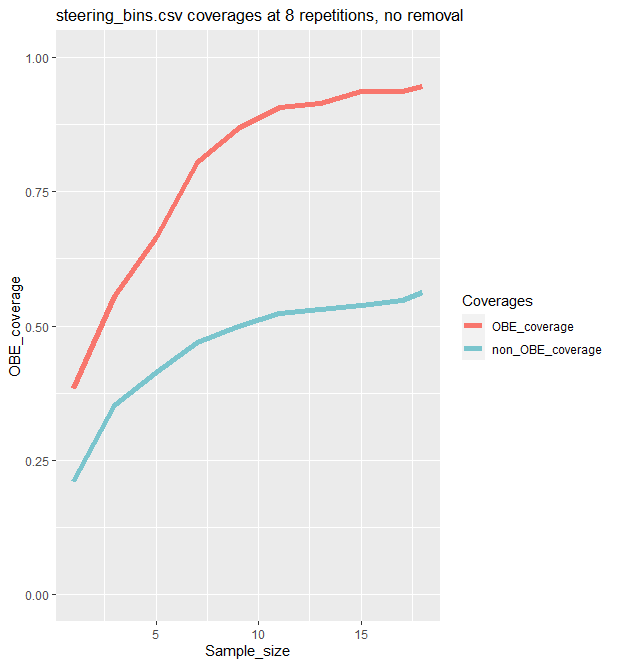 steering_bins.csv coverages at 8 repetitions, no removal
1.00
0.75
0.50
0.25
0.00
OBE_coverage
5 10 15
Sample_size
Coverages
OBE_coverage
non_OBE_coverage